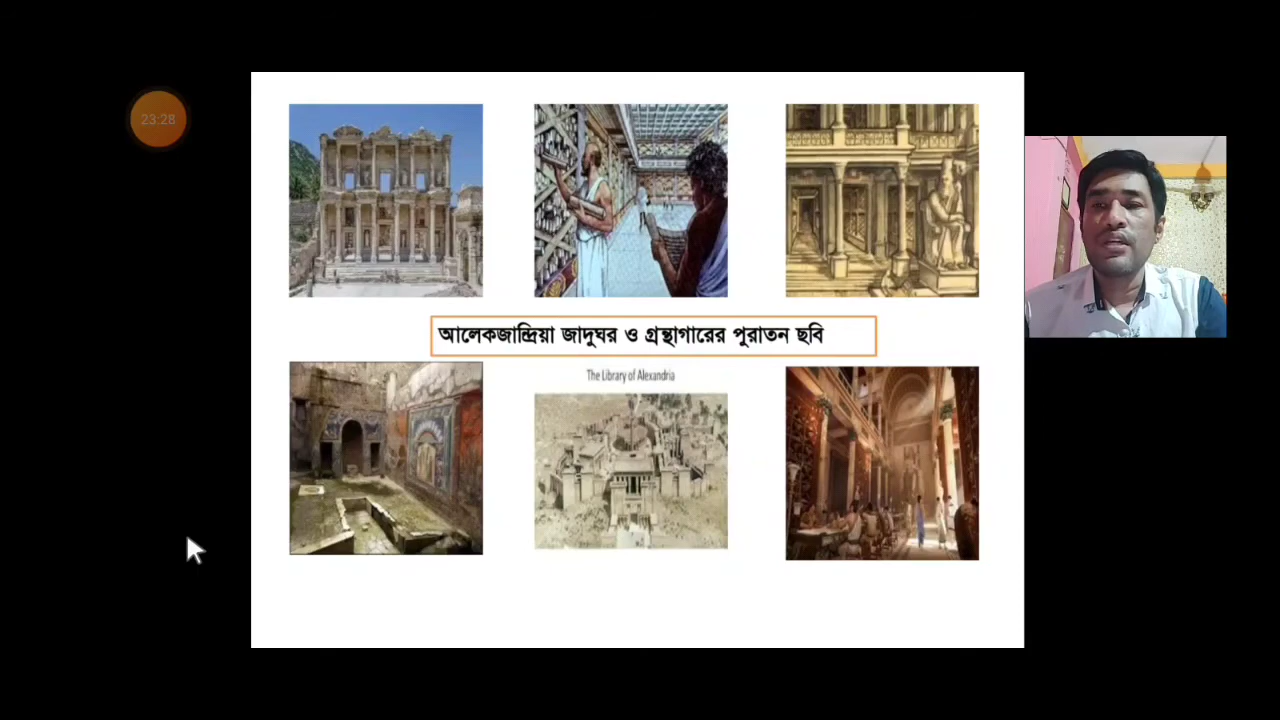 23:28
আলেকজান্দ্রিয়া জাদুঘর ও গ্রন্থাগারের পুরাতন ছবি
The Library of Alexandria